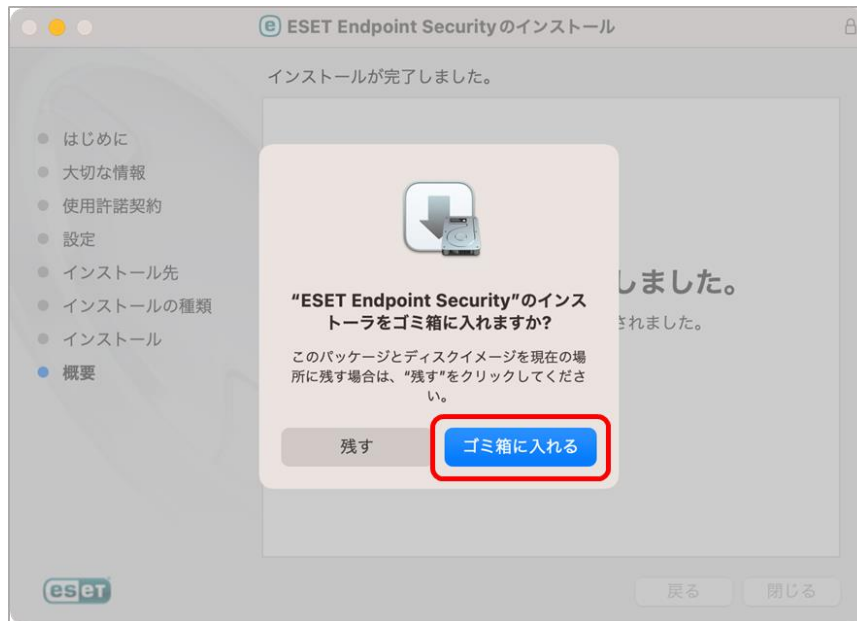 ESET Endpoint Securityのインストール
インストールが完了しました。
はじめに
大切な情報
使用許諾契約
設定
インストール先
インストールの種類
インストール
概要
しました。
されました。
“ESET Endpoint Security”のインス
トーラをゴミ箱に入れますか?
このパッケージとディスクイメージを現在の場
所に残す場合は、“残す”をクリックしてくださ
い。
残す
ゴミ箱に入れる
eset
戻る
閉じる